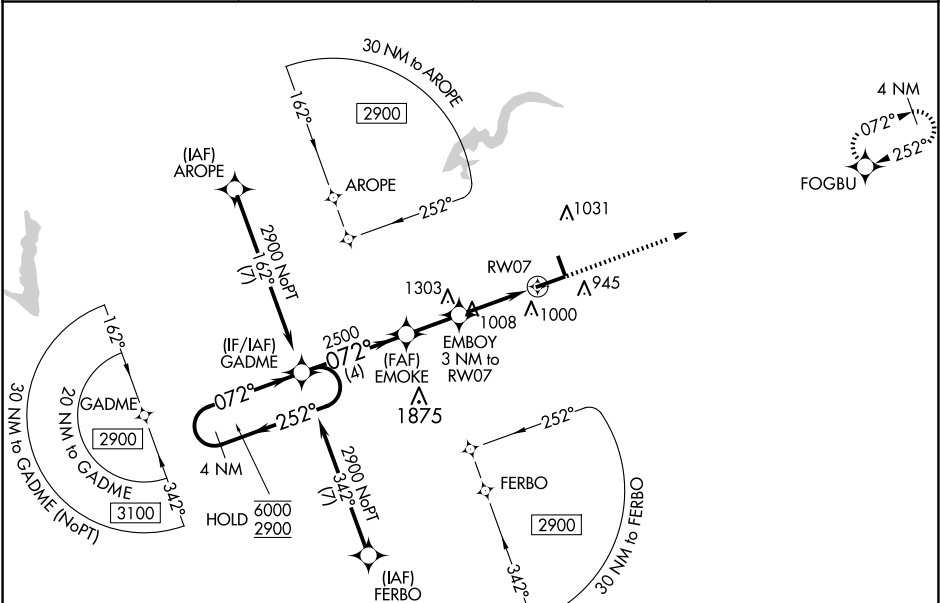 30 NM to AROPE
162°
2900
AROPE
252°
4 NM
072°
252°
FOGBU
(IAF)
AROPE
2900 NoPT
162°
(7)
1031
RW07
945
1303
1000
1008
EMBOY
3 NM to
RW07
(IF/IAF)
GADME
2500
072°
(4)
(FAF)
EMOKE
1875
072°
252°
4 NM
HOLD
6000
2900
162°
GADME
2900
20 NM to GADME
3100
342°
30 NM to GADME (NoPT)
2900 NoPT
342°
(7)
(IAF)
FERBO
252°
FERBO
2900
342°
30 NM to FERBO